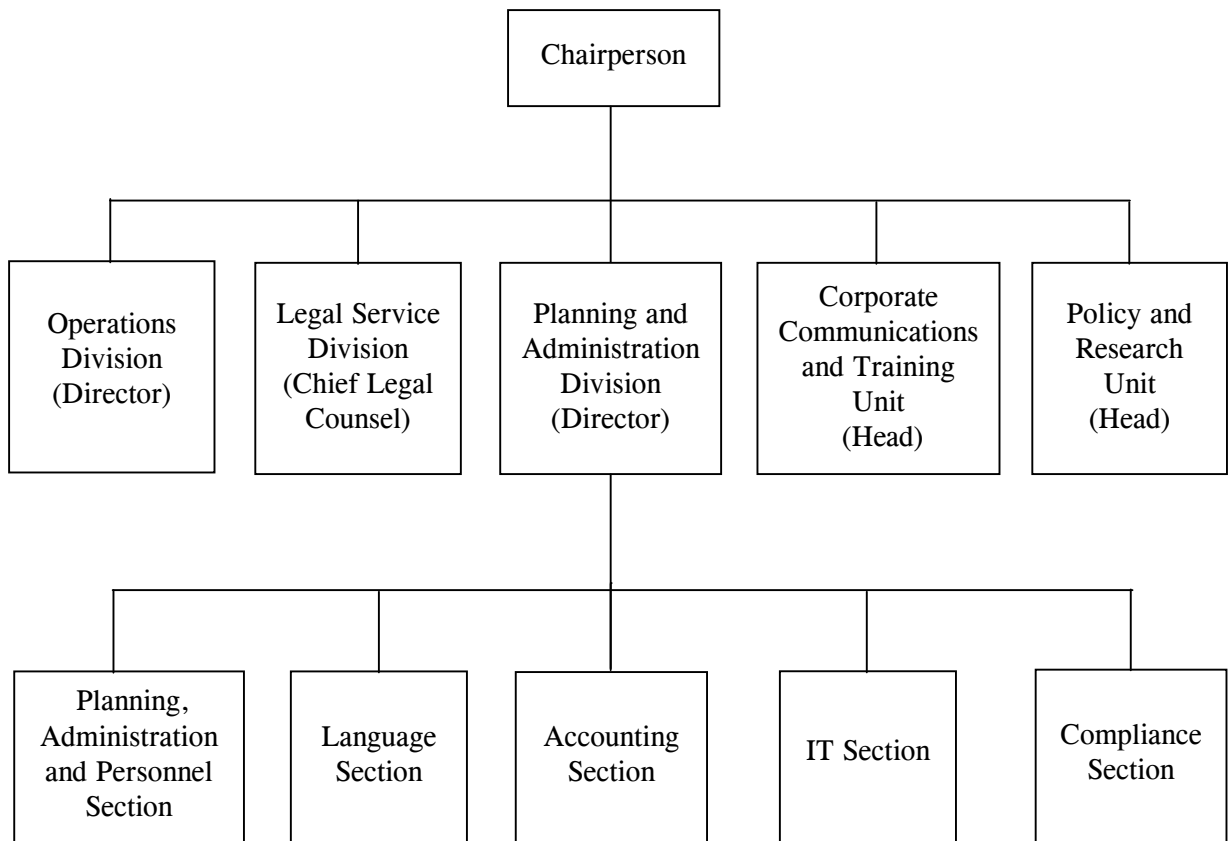 Chairperson
Operations
Division
(Director)
Legal Service
Division
(Chief Legal
Counsel)
Planning and
Administration
Division
(Director)
Corporate
Communications
and Training
Unit
(Head)
Policy and
Research
Unit
(Head)
Planning,
Administration
and Personnel
Section
Language
Section
Accounting
Section
IT Section
Compliance
Section